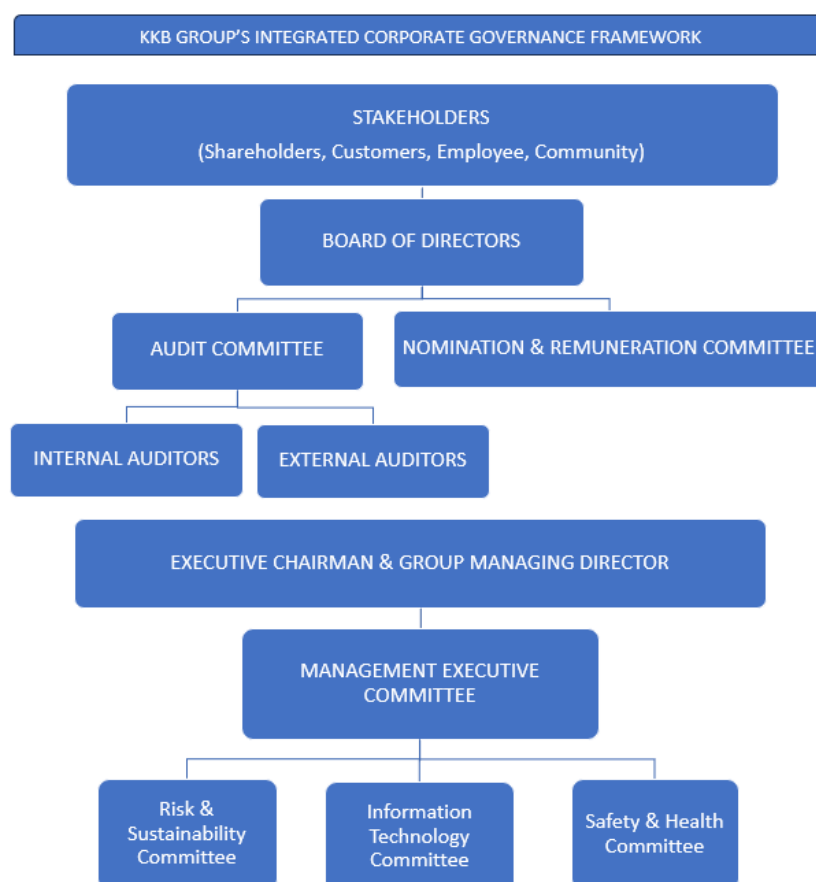 KKB GROUP'S INTEGRATED CORPORATE GOVERNANCE FRAMEWORK
STAKEHOLDERS
(Shareholders, Customers, Employee, Community)
BOARD OF DIRECTORS
AUDIT COMMITTEE
NOMINATION & REMUNERATION COMMITTEE
INTERNAL AUDITORS
EXTERNAL AUDITORS
EXECUTIVE CHAIRMAN & GROUP MANAGING DIRECTOR
MANAGEMENT EXECUTIVE
COMMITTEE
Risk &
Sustainability
Committee
Information
Technology
Committee
Safety & Health
Committee